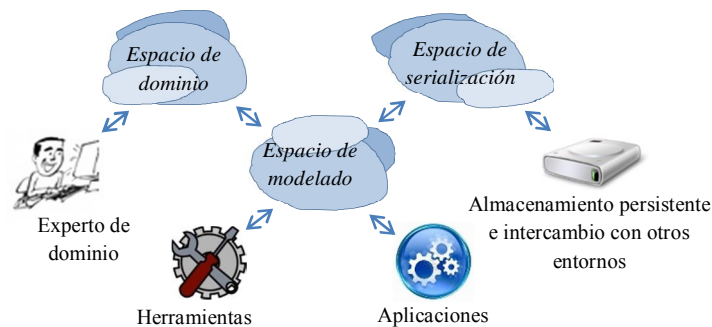 Espacio de
dominio
Espacio de
serialización
Espacio de
modelado
Experto de
dominio
Almacenamiento persistente
e intercambio con otros
entornos
Herramientas
Aplicaciones